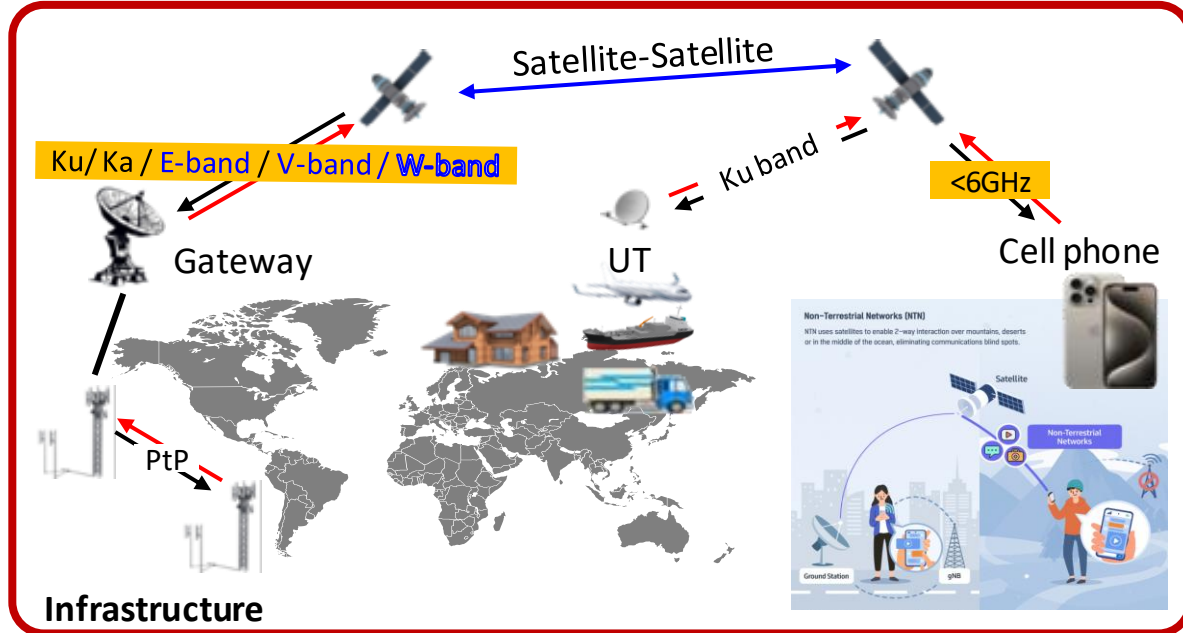 Satellite-Satellite
Ku/ Ka / E-band / V-band / W-band
Ku band
<6GHz
Gateway
UT
Cell phone
Non-Terrestrial Networks (NTN)
NTN uses satellites to enable 2-way interaction over mountains, deserts
or in the middle of the ocean, eliminating communications blind spots.
Satellite
Non-Terrestrial
Networks
PtP
Ground Station
gNB
Infrastructure